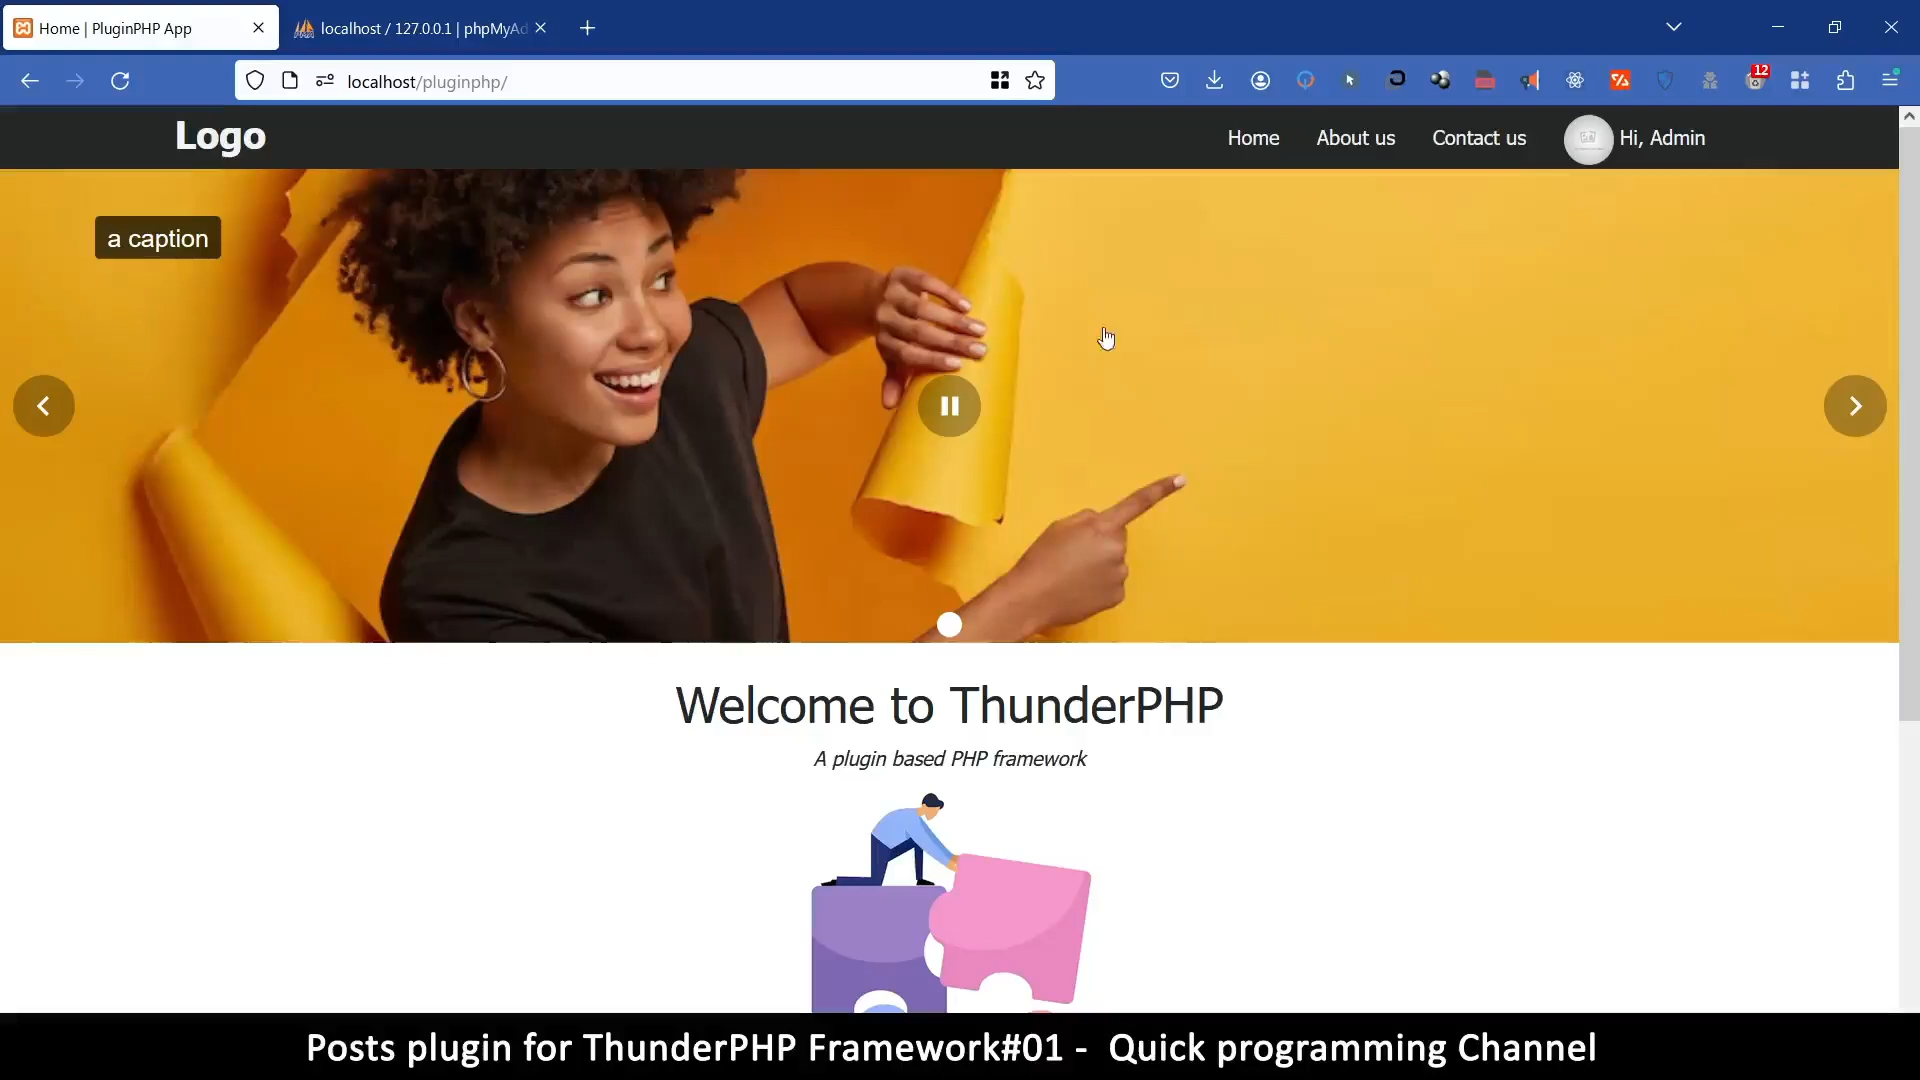 Home | PluginPHP App
localhost / 127.0.0.1 | phpMyAd
localhost/pluginphp/
12
Logo
Home
About us
Contact us
Hi, Admin
a caption
Welcome to ThunderPHP
A plugin based PHP framework
Posts plugin for ThunderPHP Framework#01 - Quick programming Channel